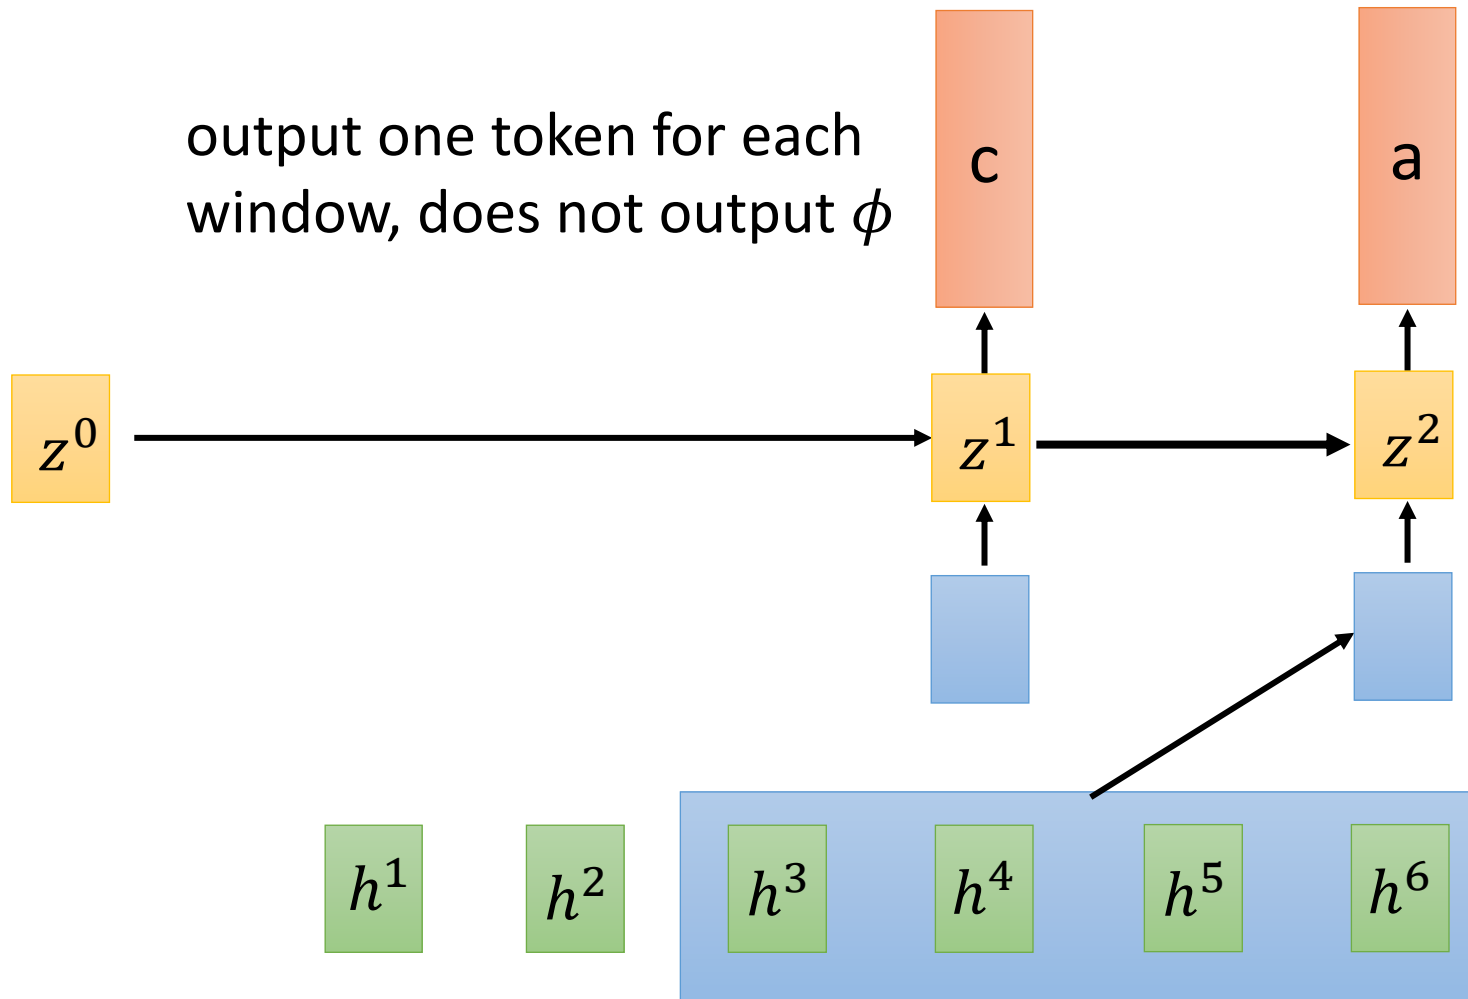 output one token for each
window, does not output ϕ
c
a
z⁰
z¹
z²
h¹
h²
h³
h⁴
h⁵
h⁶